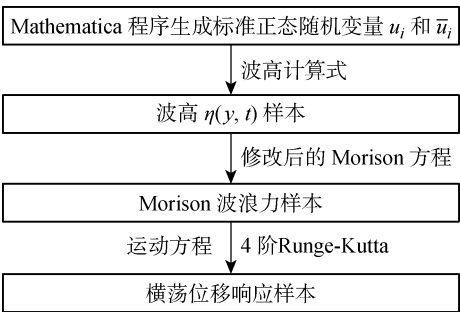 Mathematica 程序生成标准正态随机变量 uᵢ 和 u̅ᵢ
波高计算式
波高 η(y, t) 样本
修改后的 Morison 方程
Morison 波浪力样本
运动方程 4 阶Runge-Kutta
横荡位移响应样本